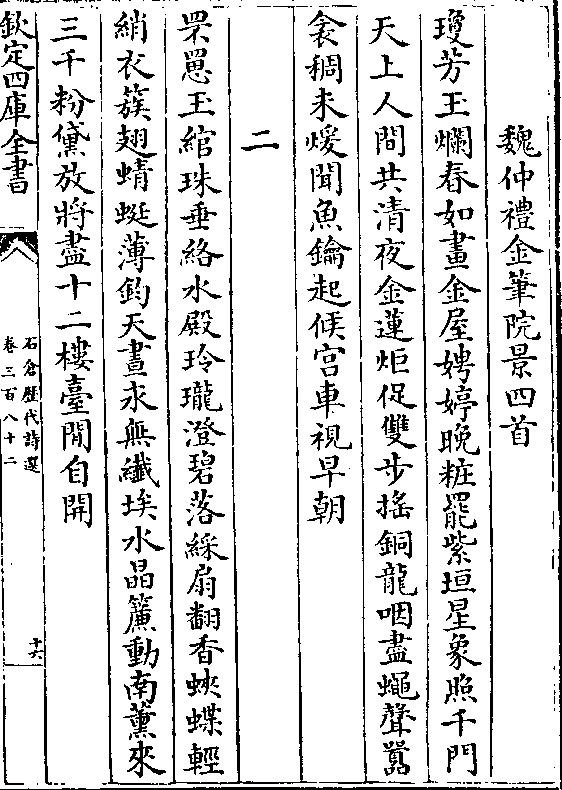 魏仲禮金筆院景四首
瓊芳玉爛春如畫金屋娉婷晚粧罷紫垣星象照千門
天上人間共清夜金蓮炬促雙步搖銅龍咽盡蠅聲囂
衾稠未煖聞魚鑰起候宫車視早朝
二
罘罳玉綰珠垂絡水殿玲瓏澄碧落綵扇翻香蛺蝶輕
綃衣簇翅蜻蜓薄鈞天晝永無纎埃水晶簾動南薰來
三千粉黛放將盡十二樓臺閒自開
欽定四庫全書
石倉歷代詩選
卷三百八十二
十六